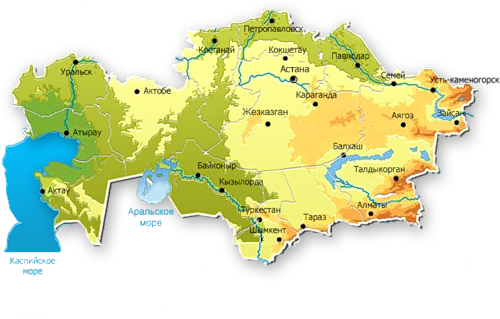 Петропавловск
Костанай
Кокшетау
Павлодар
Уральск
Астана
Семей
Усть-каменогорск
Актобе
Караганда
Жезказган
Аягоз
Зайсан
Атырау
Балхаш
Байконыр
Талдыкорган
Актау
Кызылорда
Аральское
море
Туркестан
Алматы
Тараз
Шымкент
Каспийское
море